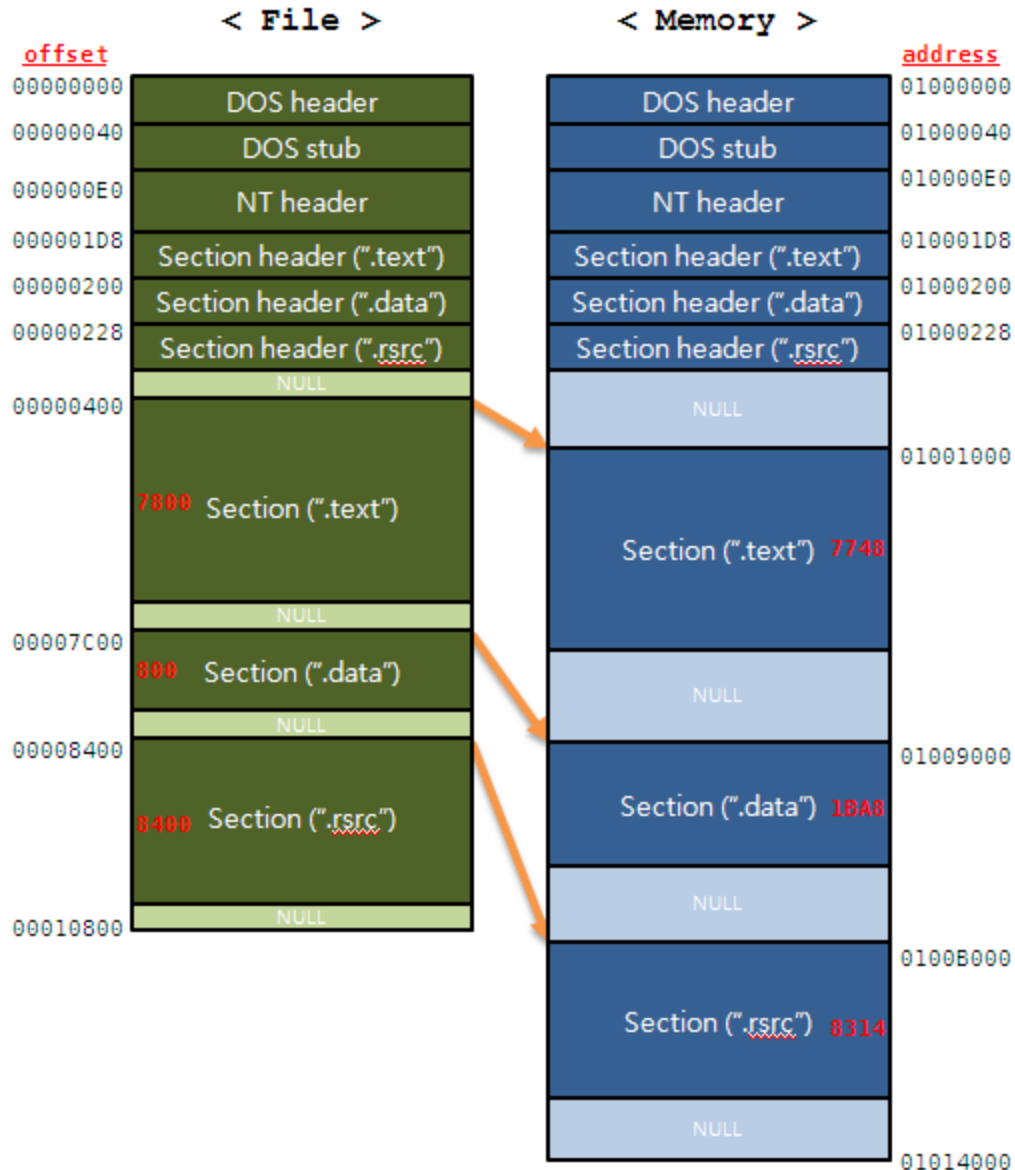 < File >
offset
00000000
DOS header
00000040
DOS stub
000000E0
NT header
000001D8
Section header (".text")
00000200
Section header (".data")
00000228
Section header (".rsrc")
NULL
00000400
7800 Section (".text")
NULL
00007C00
800 Section (".data")
NULL
00008400
8400 Section (".rsrc")
NULL
00010800
< Memory >
address
01000000
DOS header
01000040
DOS stub
010000E0
NT header
010001D8
Section header (".text")
01000200
Section header (".data")
01000228
Section header (".rsrc")
NULL
01001000
Section (".text") 7748
NULL
01009000
Section (".data") 1BA8
NULL
0100B000
Section (".rsrc") 8314
NULL
01014000